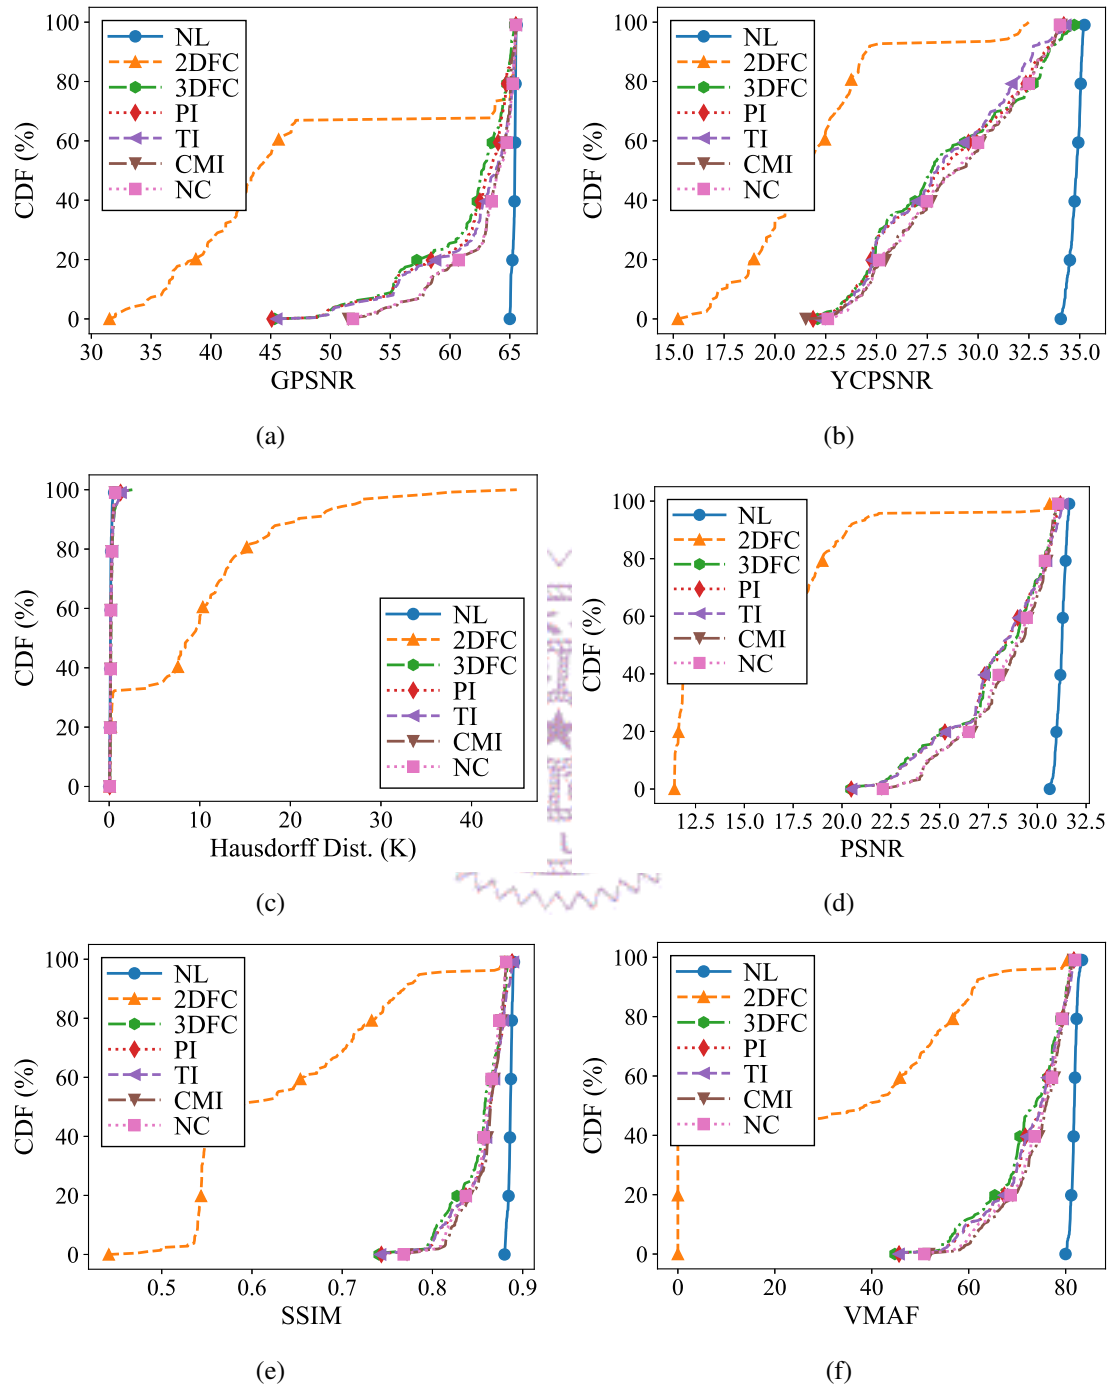 100
80
60
40
20
0
CDF (%)
NL
2DFC
3DFC
PI
TI
CMI
NC
30 35 40 45 50 55 60 65
GPSNR
(a)
100
80
60
40
20
0
CDF (%)
NL
2DFC
3DFC
PI
TI
CMI
NC
15.0 17.5 20.0 22.5 25.0 27.5 30.0 32.5 35.0
YCPSNR
(b)
100
80
60
40
20
0
CDF (%)
NL
2DFC
3DFC
PI
TI
CMI
NC
0 10 20 30 40
Hausdorff Dist. (K)
(c)
100
80
60
40
20
0
CDF (%)
NL
2DFC
3DFC
PI
TI
CMI
NC
12.5 15.0 17.5 20.0 22.5 25.0 27.5 30.0 32.5
PSNR
(d)
100
80
60
40
20
0
CDF (%)
NL
2DFC
3DFC
PI
TI
CMI
NC
0.5 0.6 0.7 0.8 0.9
SSIM
(e)
100
80
60
40
20
0
CDF (%)
NL
2DFC
3DFC
PI
TI
CMI
NC
0 20 40 60 80
VMAF
(f)